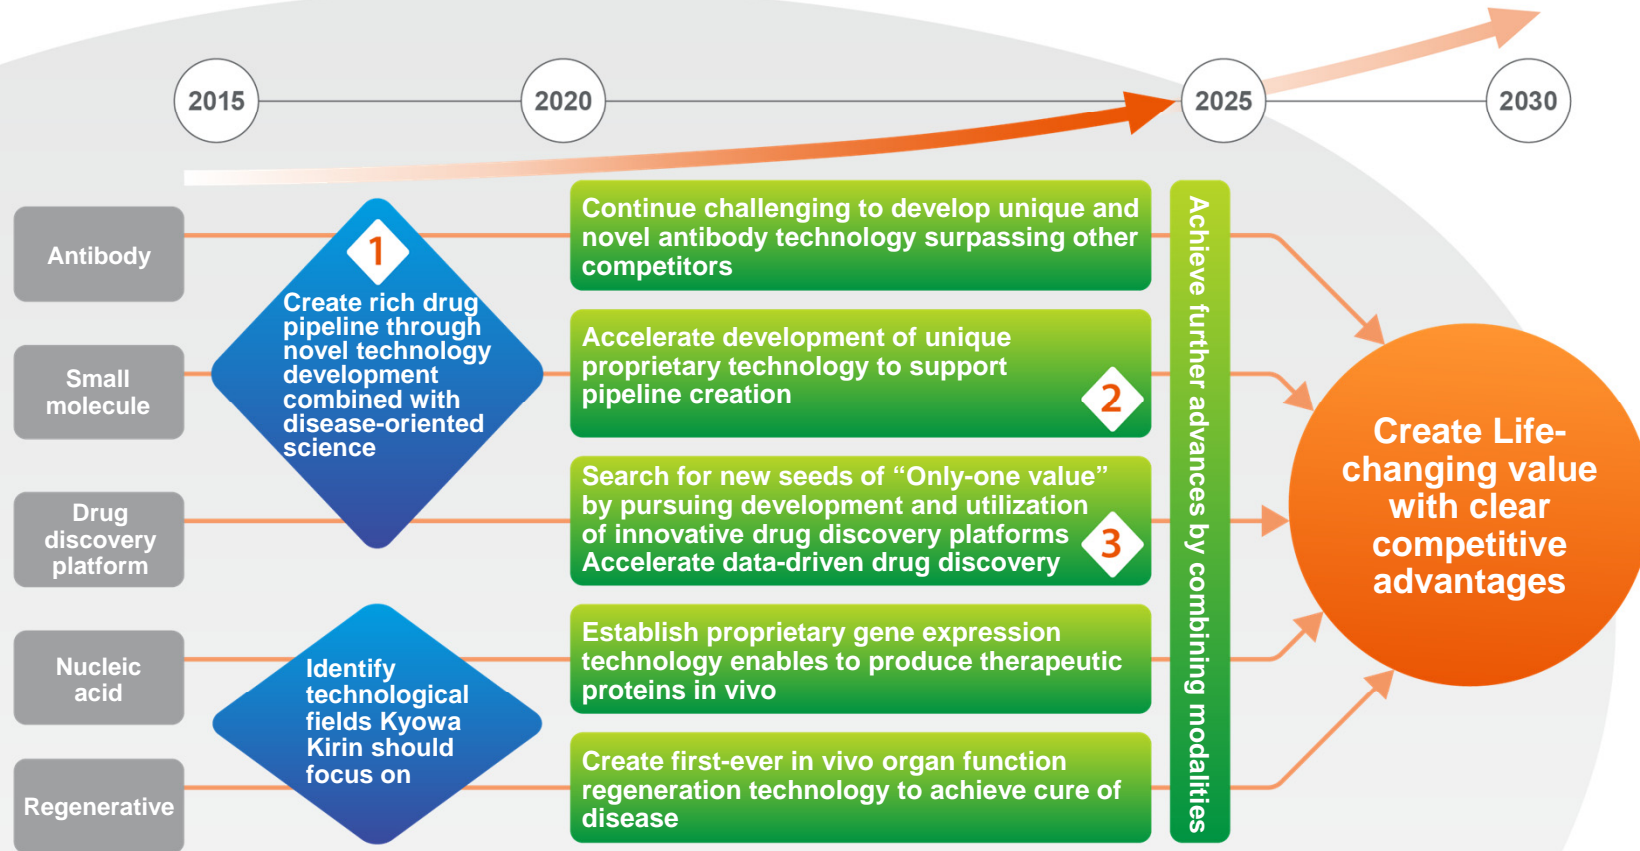 2015
2020
2025
2030
Antibody
Small
molecule
Drug
discovery
platform
Nucleic
acid
Regenerative
1
Create rich drug
pipeline through
novel technology
development
combined with
disease-oriented
science
Identify
technological
fields Kyowa
Kirin should
focus on
Continue challenging to develop unique and
novel antibody technology surpassing other
competitors
Accelerate development of unique
proprietary technology to support
pipeline creation
2
Search for new seeds of “Only-one value”
by pursuing development and utilization
of innovative drug discovery platforms
Accelerate data-driven drug discovery
3
Establish proprietary gene expression
technology enables to produce therapeutic
proteins in vivo
Create first-ever in vivo organ function
regeneration technology to achieve cure of
disease
Achieve further advances by combining modalities
Create Life-
changing value
with clear
competitive
advantages